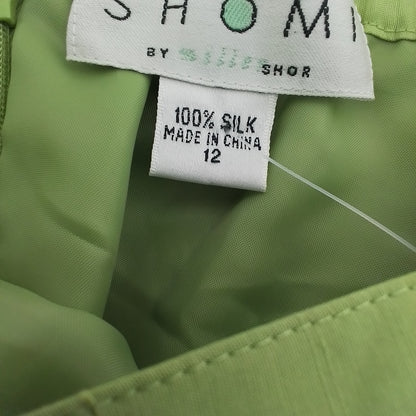 SHOMI
BY SHOR
100% SILK
MADE IN CHINA
12